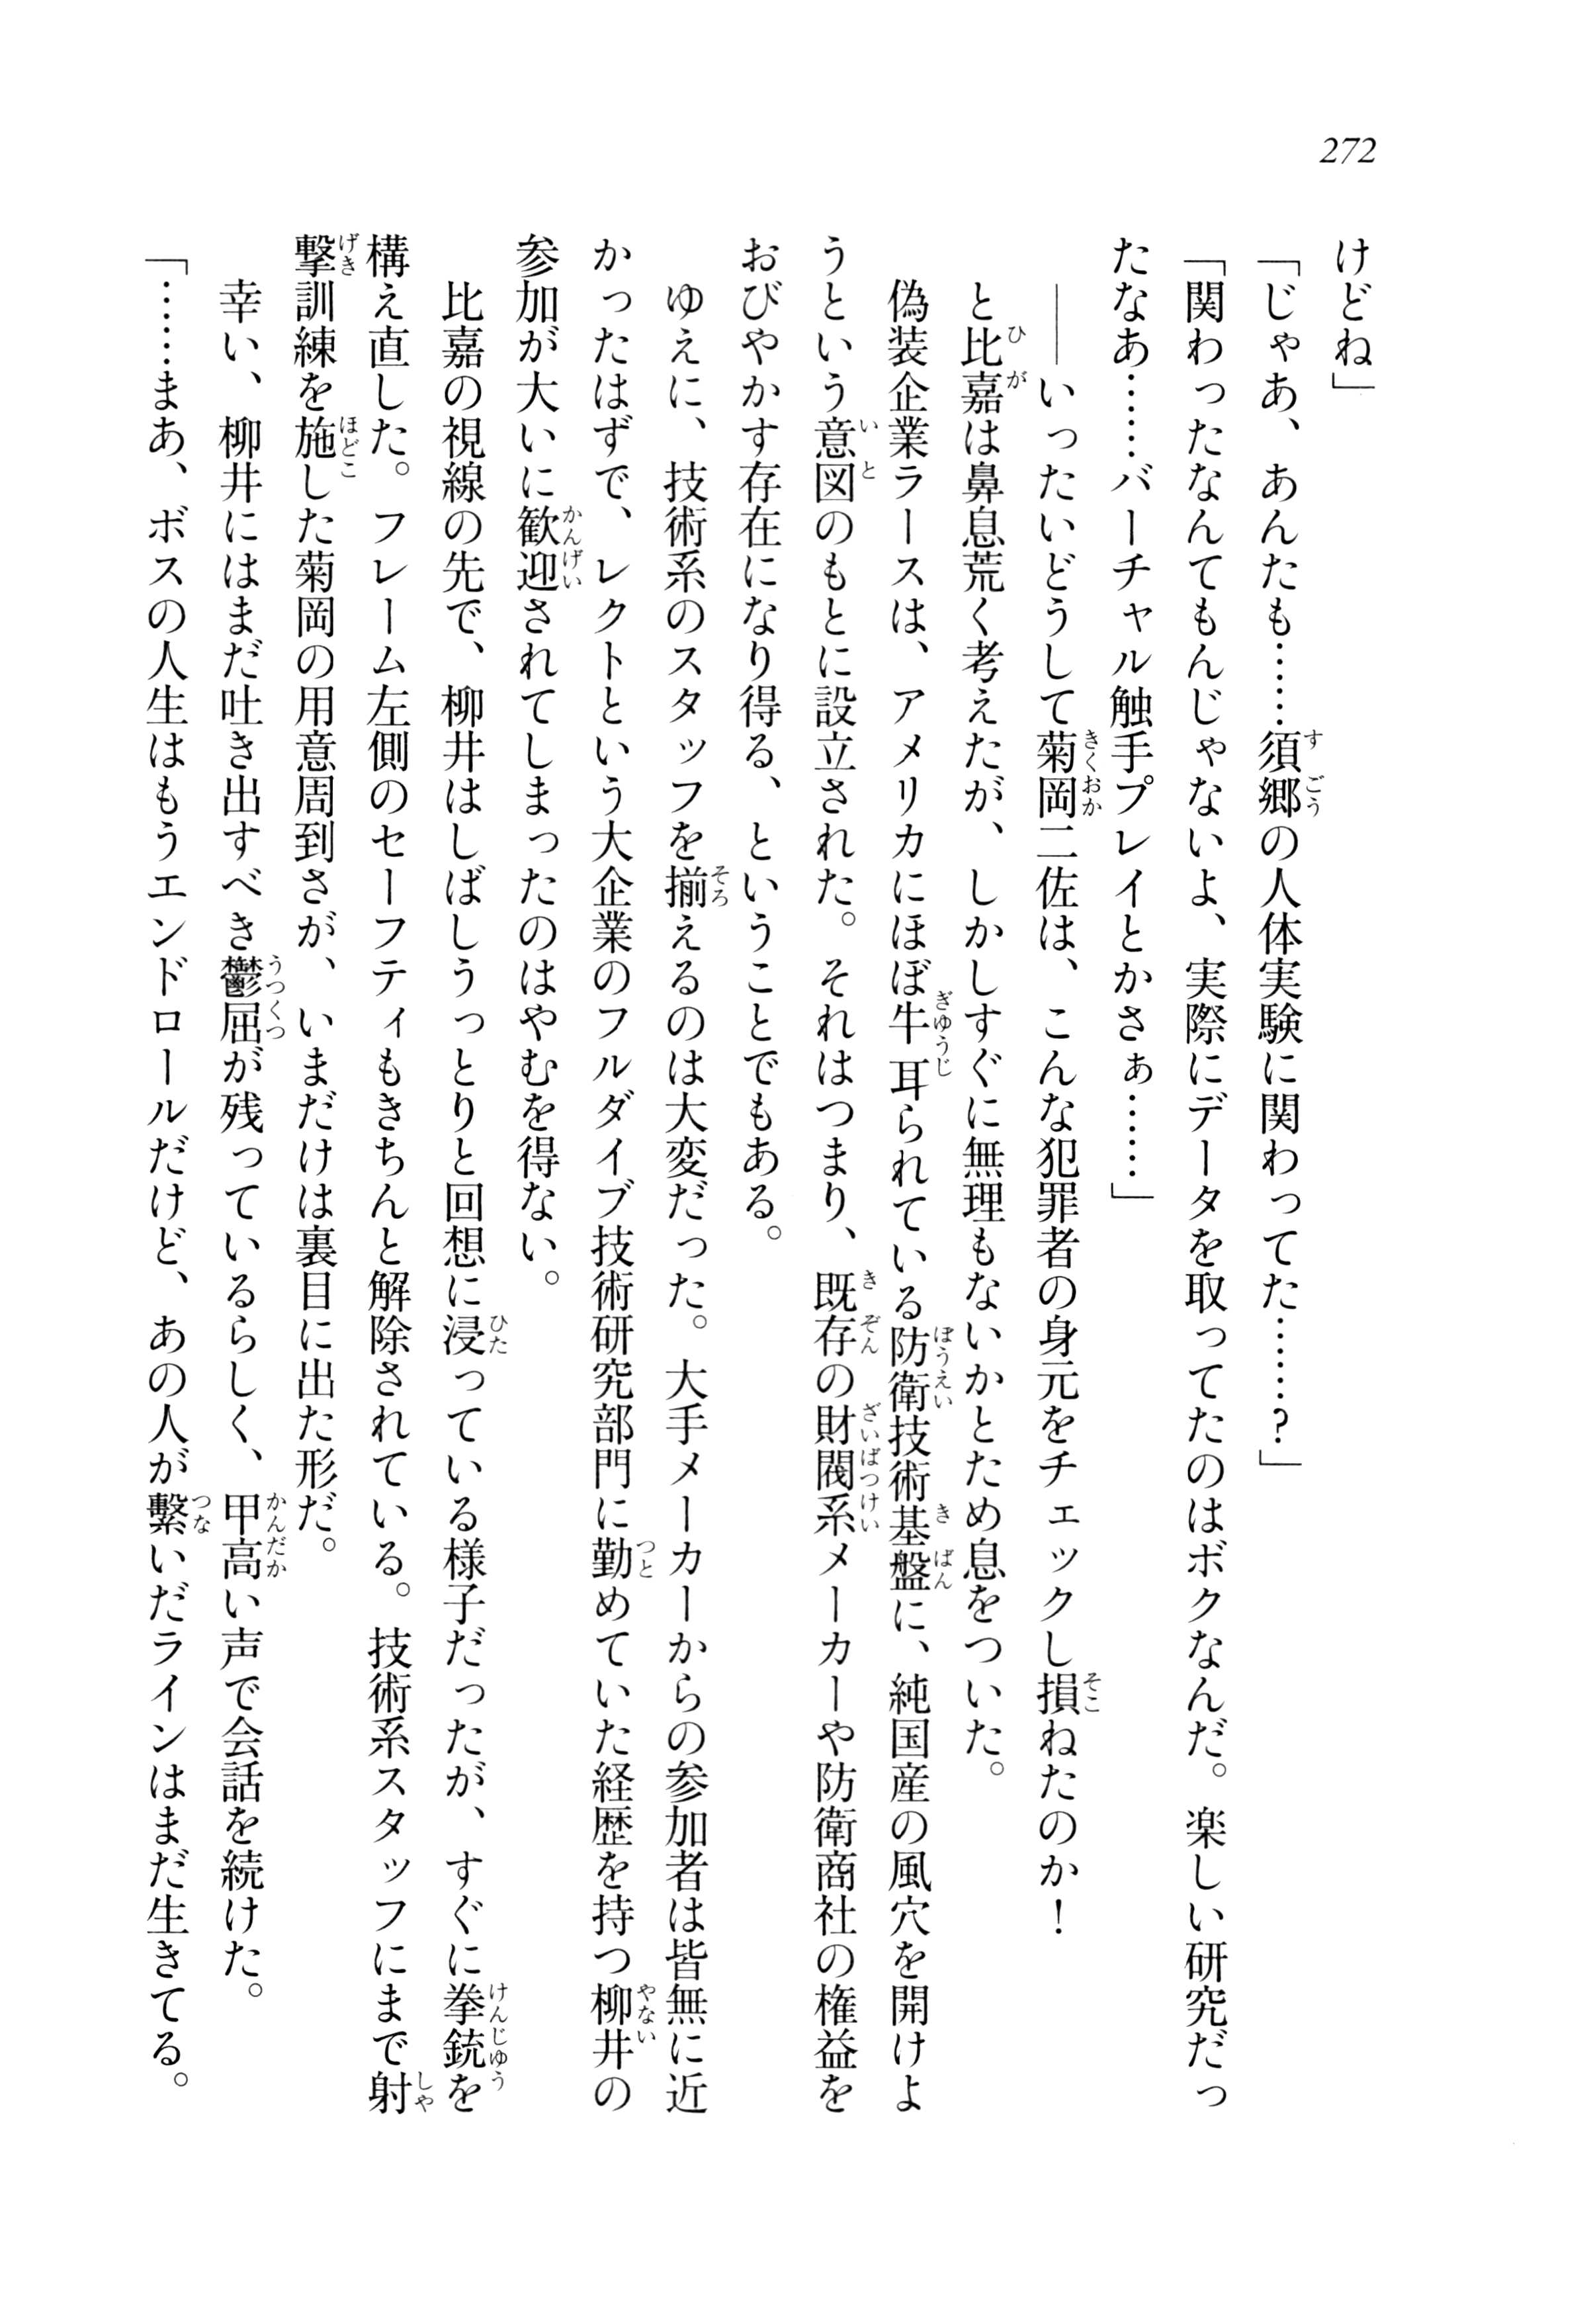 272
けどね」
「じゃあ、あんたも……須郷の人体実験に関わってた……？」
「関わったなんてもんじゃないよ、実際にデータを取ってたのはボクなんだ。楽しい研究だっ
たなあ……バーチャル触手プレイとかさぁ……」
――いったいどうして菊岡二佐は、こんな犯罪者の身元をチェックし損ねたのか！
と比嘉は鼻息荒く考えたが、しかしすぐに無理もないかとため息をついた。
偽装企業ラースは、アメリカにほぼ牛耳られている防衛技術基盤に、純国産の風穴を開けよ
うという意図のもとに設立された。それはつまり、既存の財閥系メーカーや防衛商社の権益を
おびやかす存在になり得る、ということでもある。
ゆえに、技術系のスタッフを揃えるのは大変だった。大手メーカーからの参加者は皆無に近
かったはずで、レクトという大企業のフルダイブ技術研究部門に勤めていた経歴を持つ柳井の
参加が大いに歓迎されてしまったのはやむを得ない。
比嘉の視線の先で、柳井はしばしうっとりと回想に浸っている様子だったが、すぐに拳銃を
構え直した。フレーム左側のセーフティもきちんと解除されている。技術系スタッフにまで射
撃訓練を施した菊岡の用意周到さが、いまだけは裏目に出た形だ。
幸い、柳井にはまだ吐き出すべき鬱屈が残っているらしく、甲高い声で会話を続けた。
「……まあ、ボスの人生はもうエンドロールだけど、あの人が繋いだラインはまだ生きてる。